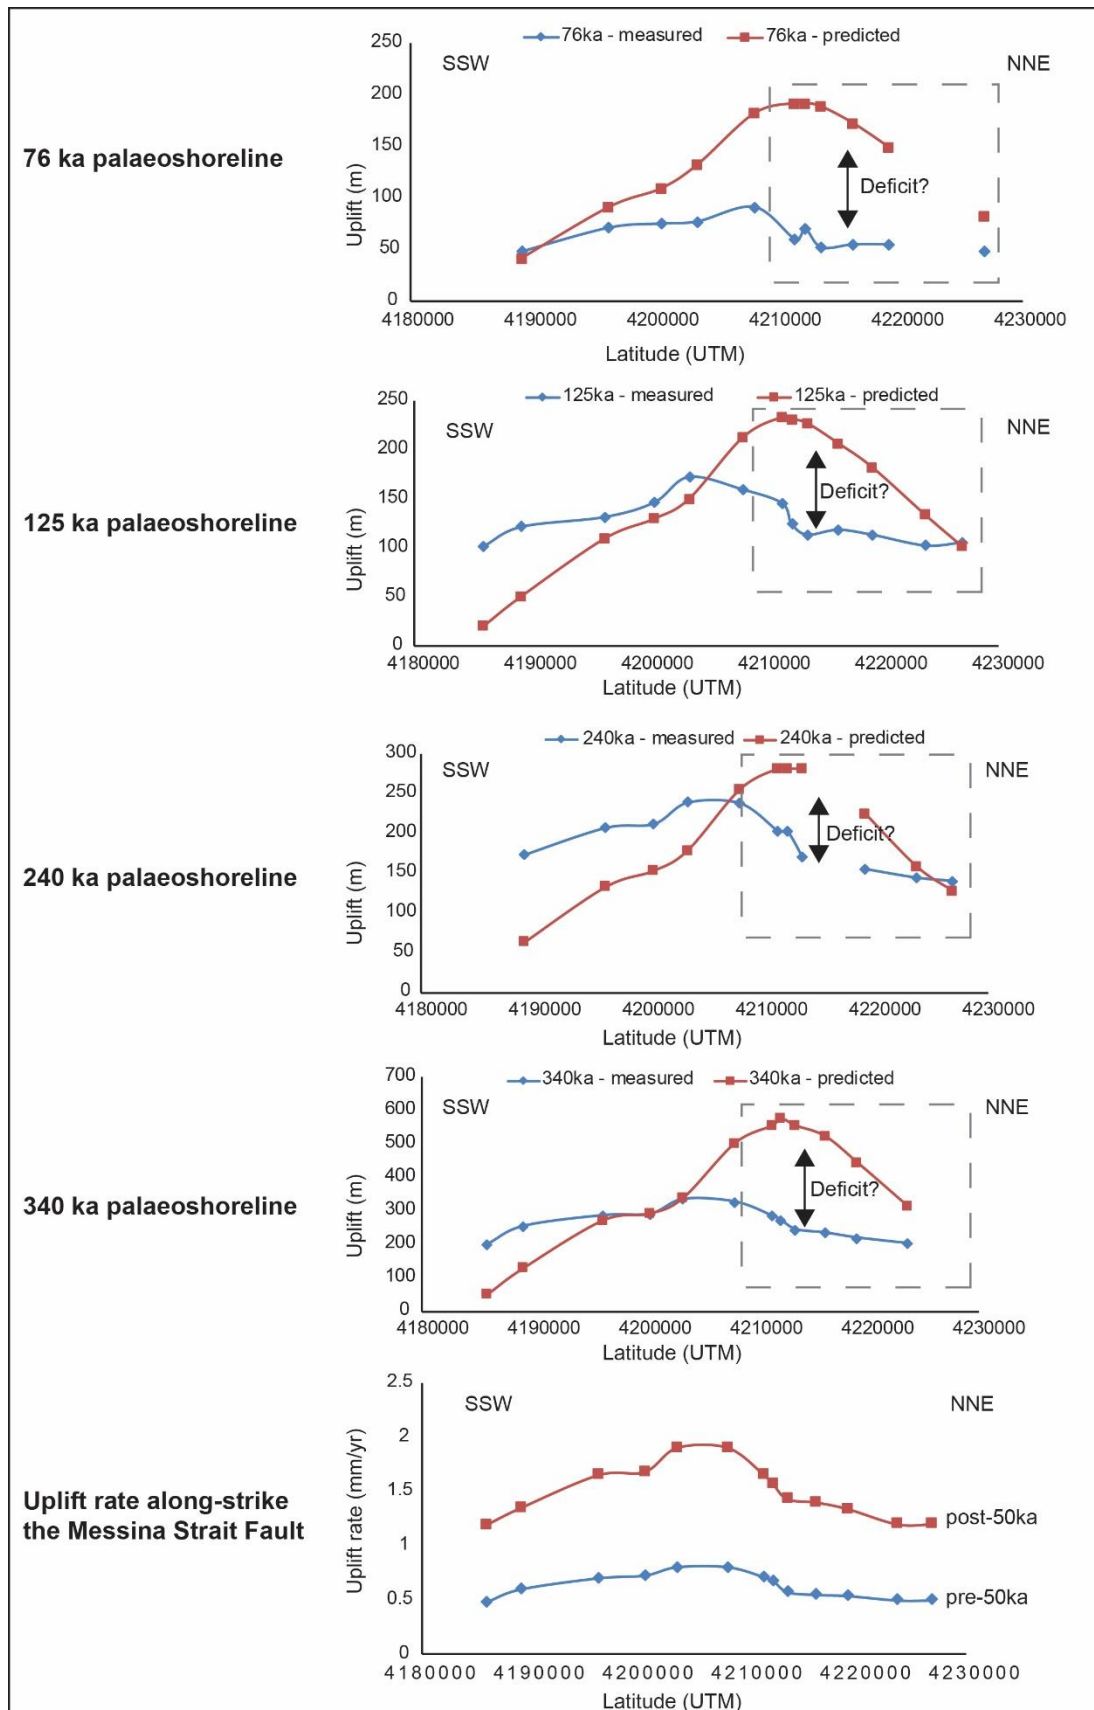 76ka - measured 76ka - predicted
250
SSW NNE
200
150
100
50
0
76 ka palaeoshoreline
Uplift (m)
Deficit?
4180000 4190000 4200000 4210000 4220000 4230000
Latitude (UTM)
125ka - measured 125ka - predicted
250
SSW NNE
200
150
100
50
0
125 ka palaeoshoreline
Uplift (m)
Deficit?
4180000 4190000 4200000 4210000 4220000 4230000
Latitude (UTM)
240ka - measured 240ka - predicted
300
SSW NNE
250
200
150
100
50
0
240 ka palaeoshoreline
Uplift (m)
Deficit?
4180000 4190000 4200000 4210000 4220000 4230000
Latitude (UTM)
340ka - measured 340ka - predicted
700
SSW NNE
600
500
400
300
200
100
0
340 ka palaeoshoreline
Uplift (m)
Deficit?
4180000 4190000 4200000 4210000 4220000 4230000
Latitude (UTM)
2.5
SSW NNE
2
1.5
1
0.5
0
Uplift rate along-strike
the Messina Strait Fault
Uplift rate (mm/yr)
post-50ka
pre-50ka
4180000 4190000 4200000 4210000 4220000 4230000
Latitude (UTM)